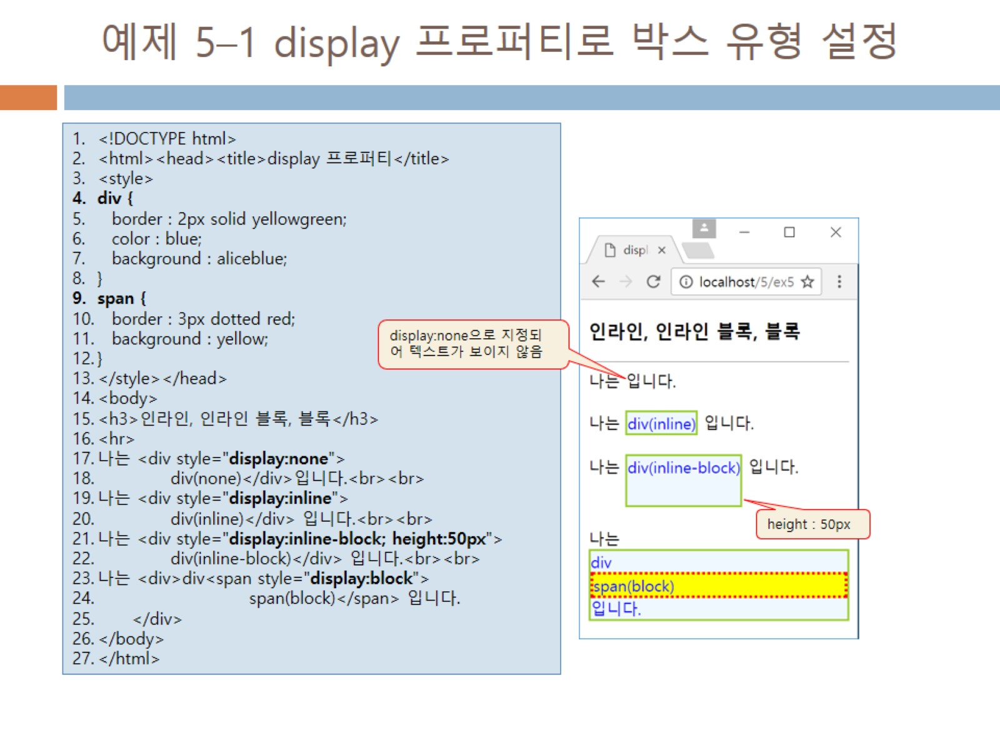 예제 5–1 display 프로퍼티로 박스 유형 설정
1. <!DOCTYPE html>
2. <html><head><title>display 프로퍼티</title>
3. <style>
4. div {
5. border : 2px solid yellowgreen;
6. color : blue;
7. background : aliceblue;
8. }
9. span {
10. border : 3px dotted red;
11. background : yellow;
12. }
13. </style></head>
14. <body>
15. <h3>인라인, 인라인 블록, 블록</h3>
16. <hr>
17. 나는 <div style="display:none">
18. div(none)</div>입니다.<br><br>
19. 나는 <div style="display:inline">
20. div(inline)</div> 입니다.<br><br>
21. 나는 <div style="display:inline-block; height:50px">
22. div(inline-block)</div> 입니다.<br><br>
23. 나는 <div>div<span style="display:block">
24. span(block)</span> 입니다.
25. </div>
26. </body>
27. </html>
display:none으로 지정되
어 텍스트가 보이지 않음
displ
localhost/5/ex5
인라인, 인라인 블록, 블록
나는 입니다.
나는 div(inline) 입니다.
나는 div(inline-block) 입니다.
height : 50px
나는
div
span(block)
입니다.